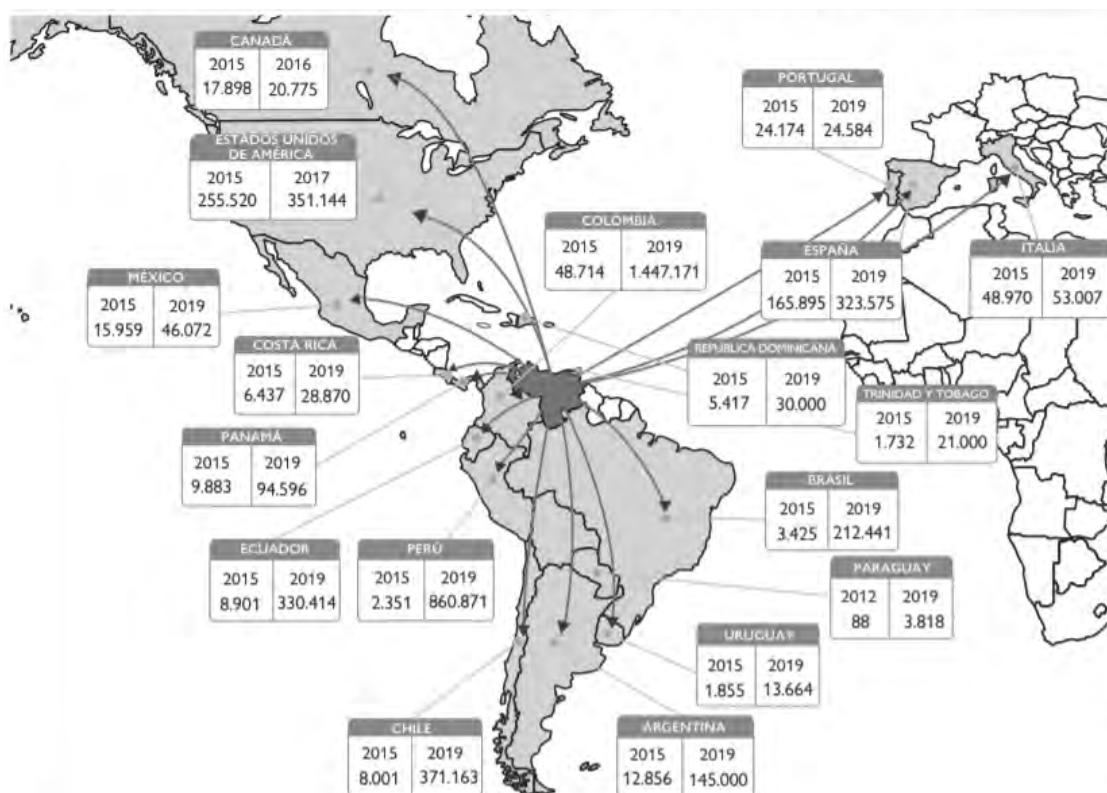 CANADÁ
2015 2016
17.898 20.775
PORTUGAL
2015 2019
24.174 24.584
ESTADOS UNIDOS
DE AMÉRICA
2015 2017
255.520 351.144
COLOMBIA
2015 2019
48.714 1.447.171
ESPAÑA
2015 2019
165.895 323.575
ITALIA
2015 2019
48.970 53.007
MÉXICO
2015 2019
15.959 46.072
COSTA RICA
2015 2019
6.437 28.870
REPÚBLICA DOMINICANA
2015 2019
5.417 30.000
TRINIDAD Y TOBAGO
2015 2019
1.732 21.000
PANAMÁ
2015 2019
9.883 94.596
BRASIL
2015 2019
3.425 212.441
ECUADOR
2015 2019
8.901 330.414
PERÚ
2015 2019
2.351 860.871
PARAGUAY
2012 2019
88 3.818
URUGUAY
2015 2019
1.855 13.664
CHILE
2015 2019
8.001 371.163
ARGENTINA
2015 2019
12.856 145.000